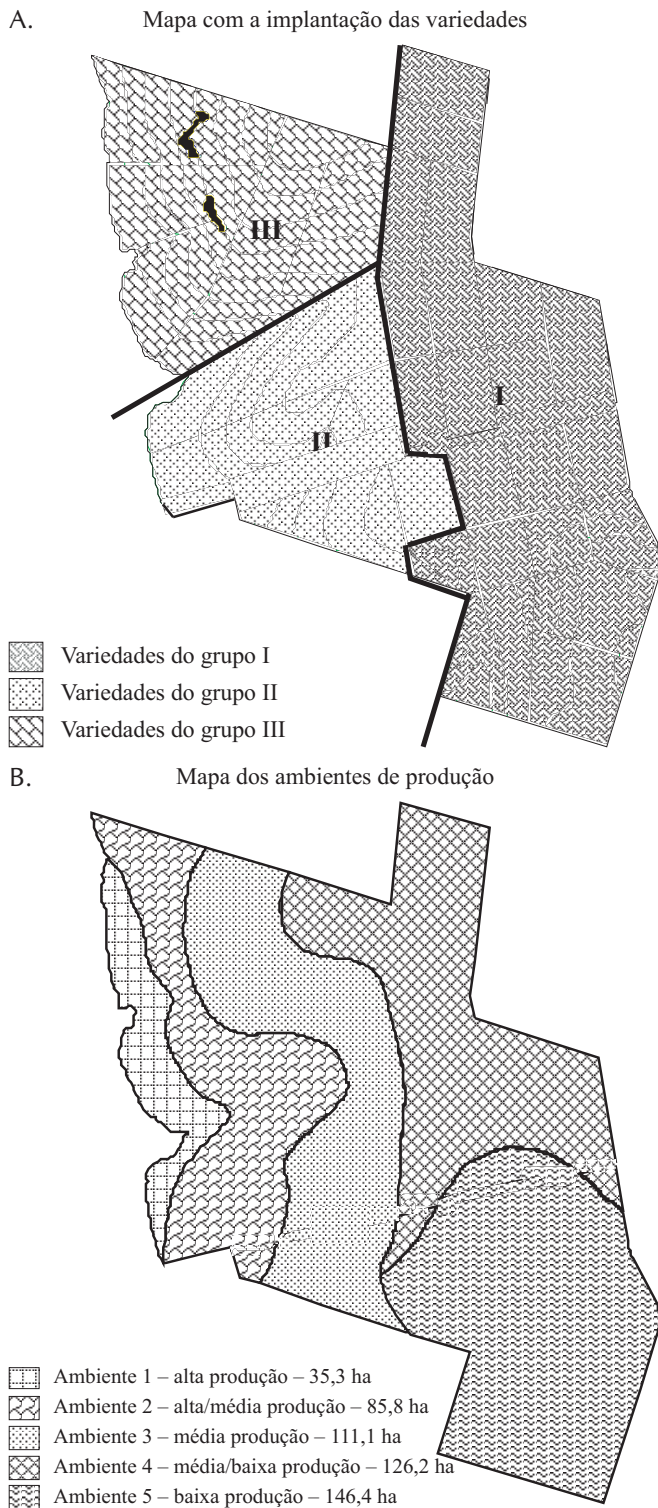 A. Mapa com a implantação das variedades
III
I
II
Variedades do grupo I
Variedades do grupo II
Variedades do grupo III
B. Mapa dos ambientes de produção
Ambiente 1 – alta produção – 35,3 ha
Ambiente 2 – alta/média produção – 85,8 ha
Ambiente 3 – média produção – 111,1 ha
Ambiente 4 – média/baixa produção – 126,2 ha
Ambiente 5 – baixa produção – 146,4 ha